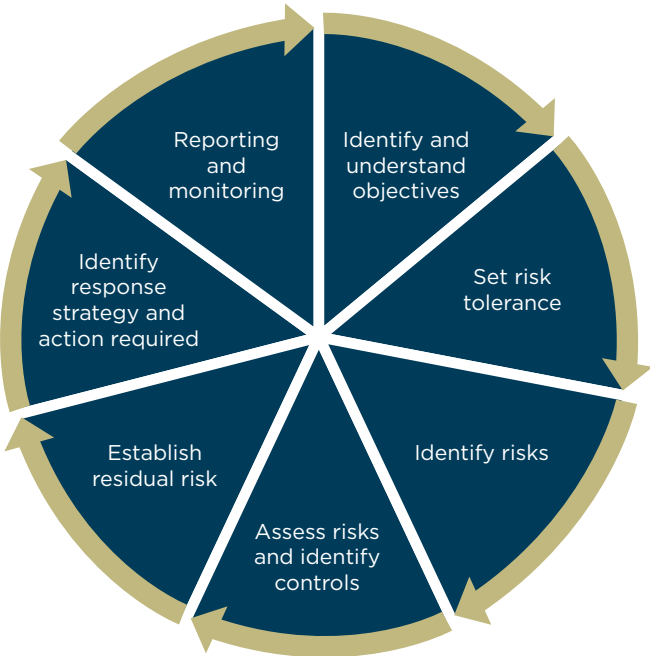 Identify and
understand
objectives
Set risk
tolerance
Identify risks
Assess risks
and identify
controls
Establish
residual risk
Identify
response
strategy and
action required
Reporting
and
monitoring